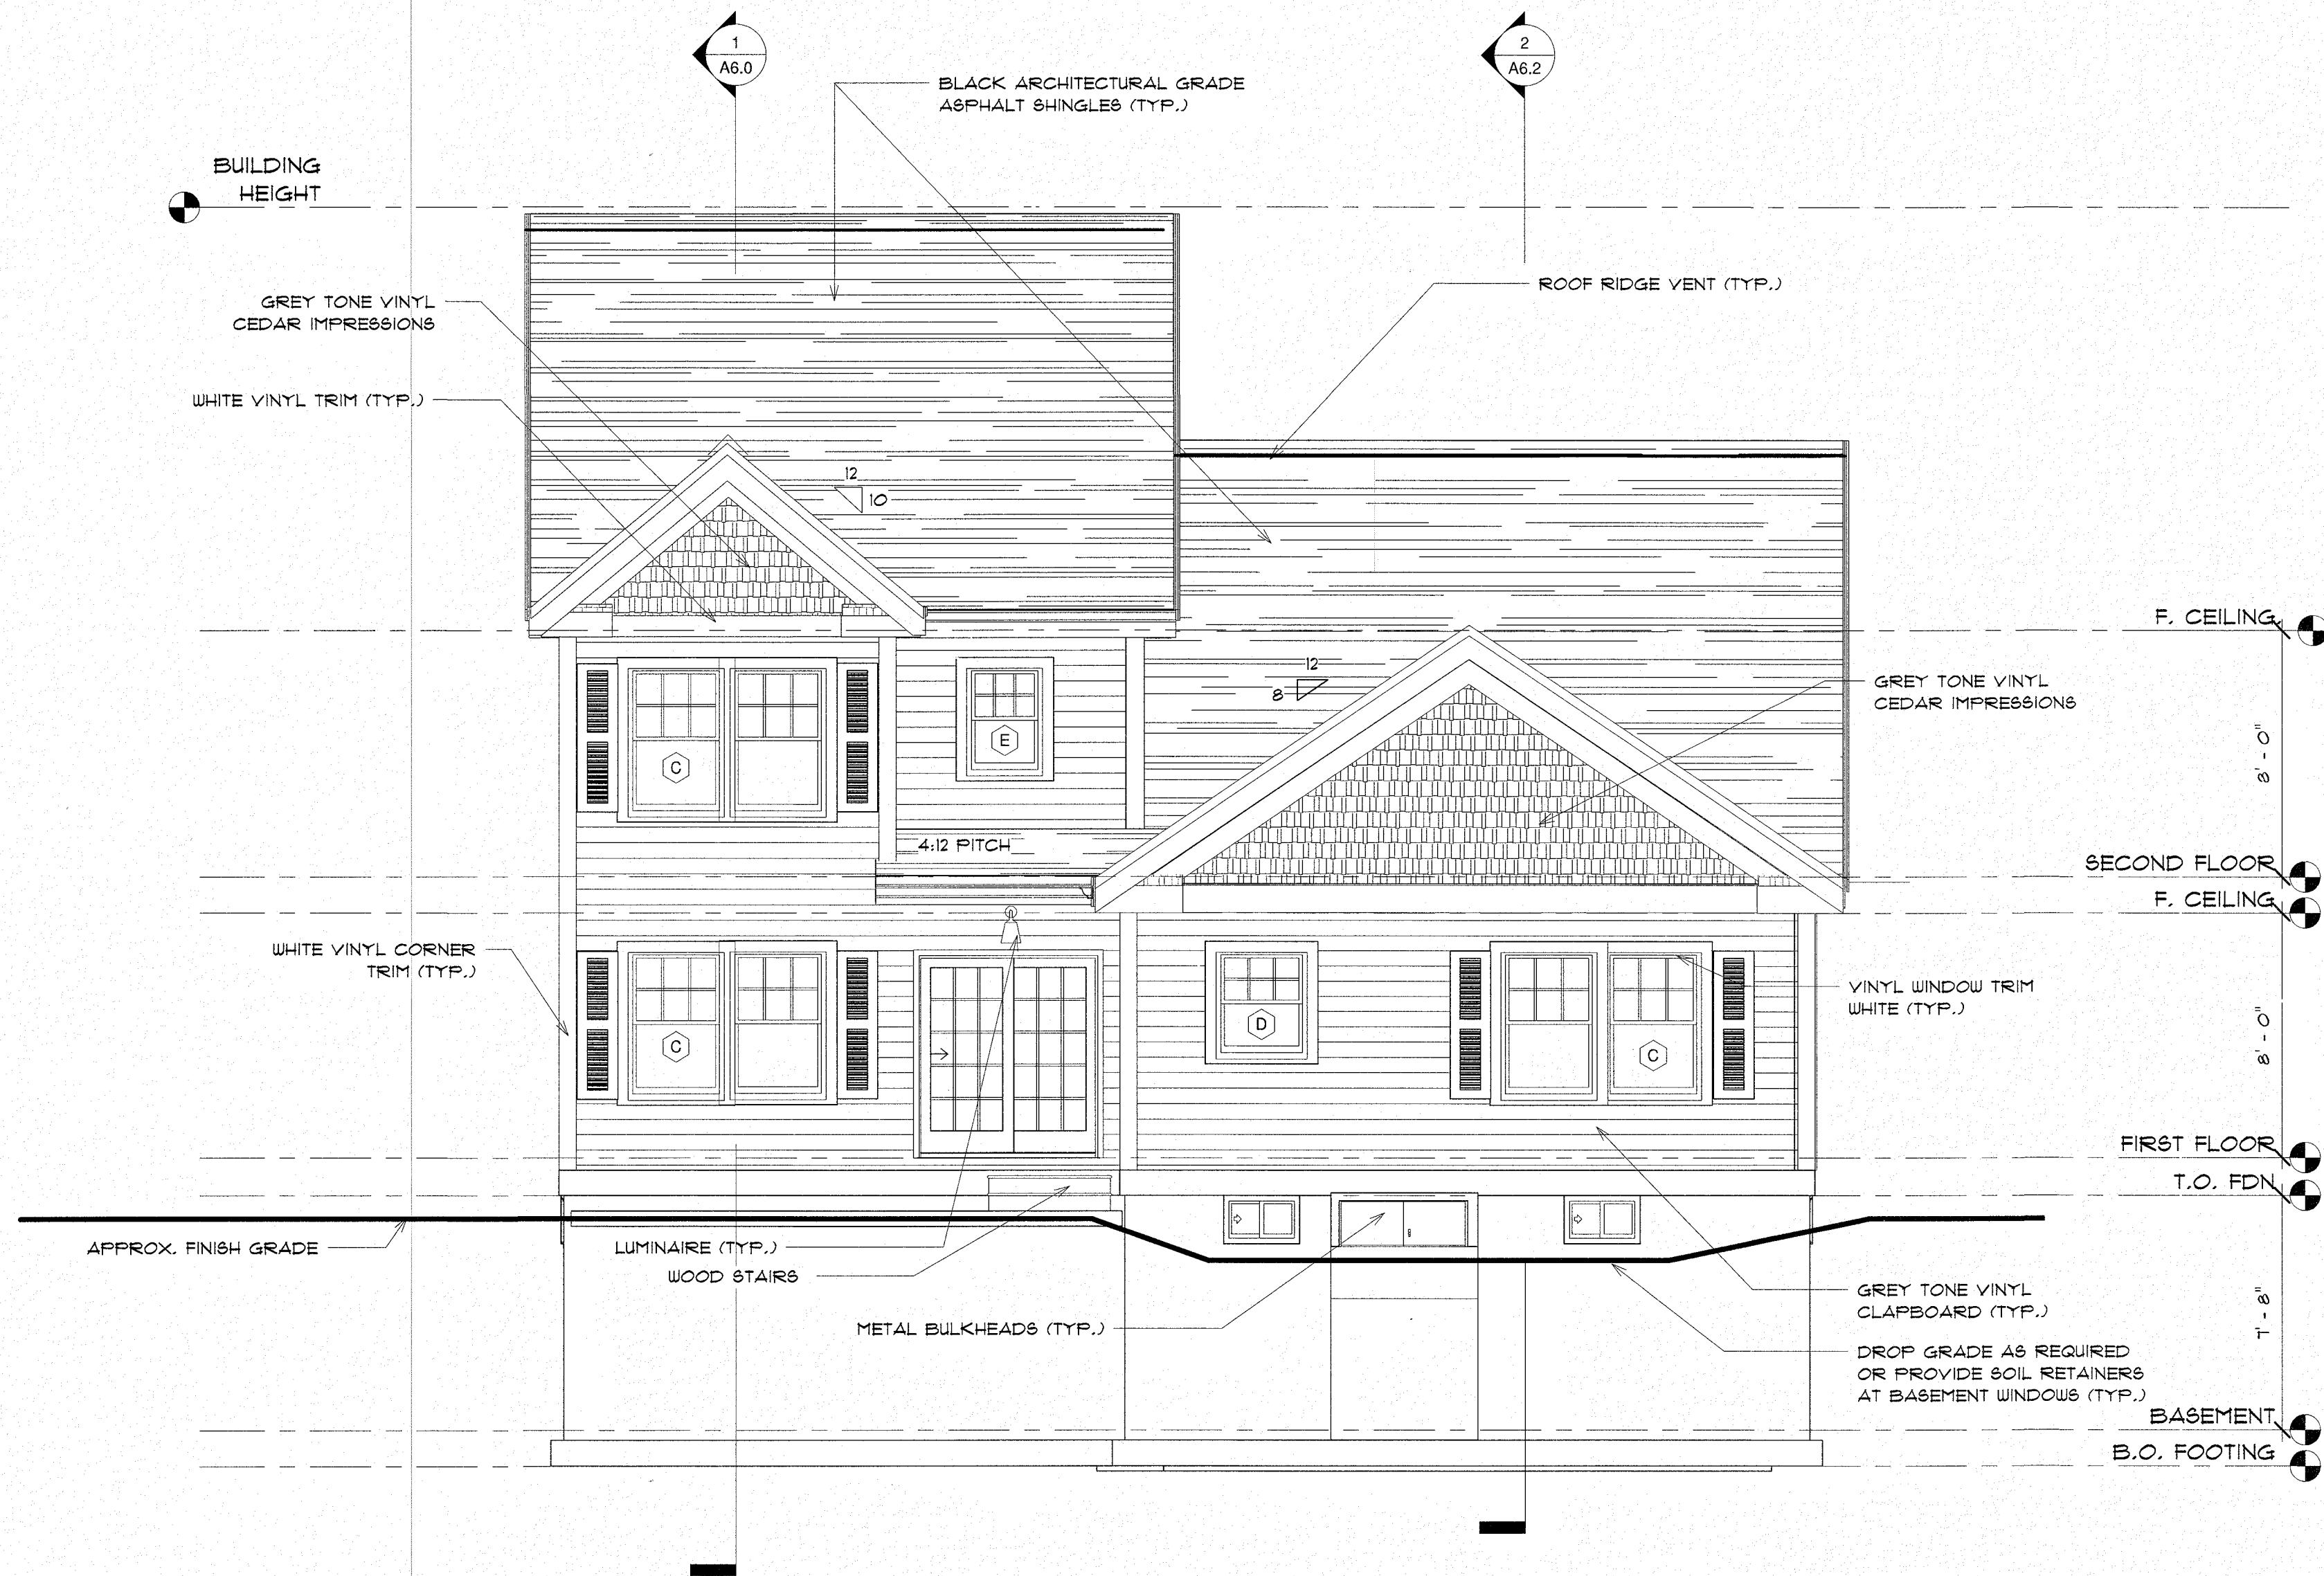 1
A6.0
2
A6.2
BLACK ARCHITECTURAL GRADE
ASPHALT SHINGLES (TYP.)
BUILDING
HEIGHT
ROOF RIDGE VENT (TYP.)
GREY TONE VINYL
CEDAR IMPRESSIONS
WHITE VINYL TRIM (TYP.)
12
10
F. CEILING
12
8
GREY TONE VINYL
CEDAR IMPRESSIONS
8' - 0"
E
C
4:12 PITCH
SECOND FLOOR
F. CEILING
WHITE VINYL CORNER
TRIM (TYP.)
VINYL WINDOW TRIM
WHITE (TYP.)
8' - 0"
C
D
C
FIRST FLOOR
T.O. FDN
APPROX. FINISH GRADE
LUMINAIRE (TYP.)
WOOD STAIRS
METAL BULKHEADS (TYP.)
GREY TONE VINYL
CLAPBOARD (TYP.)
7' - 8"
DROP GRADE AS REQUIRED
OR PROVIDE SOIL RETAINERS
AT BASEMENT WINDOWS (TYP.)
BASEMENT
B.O. FOOTING